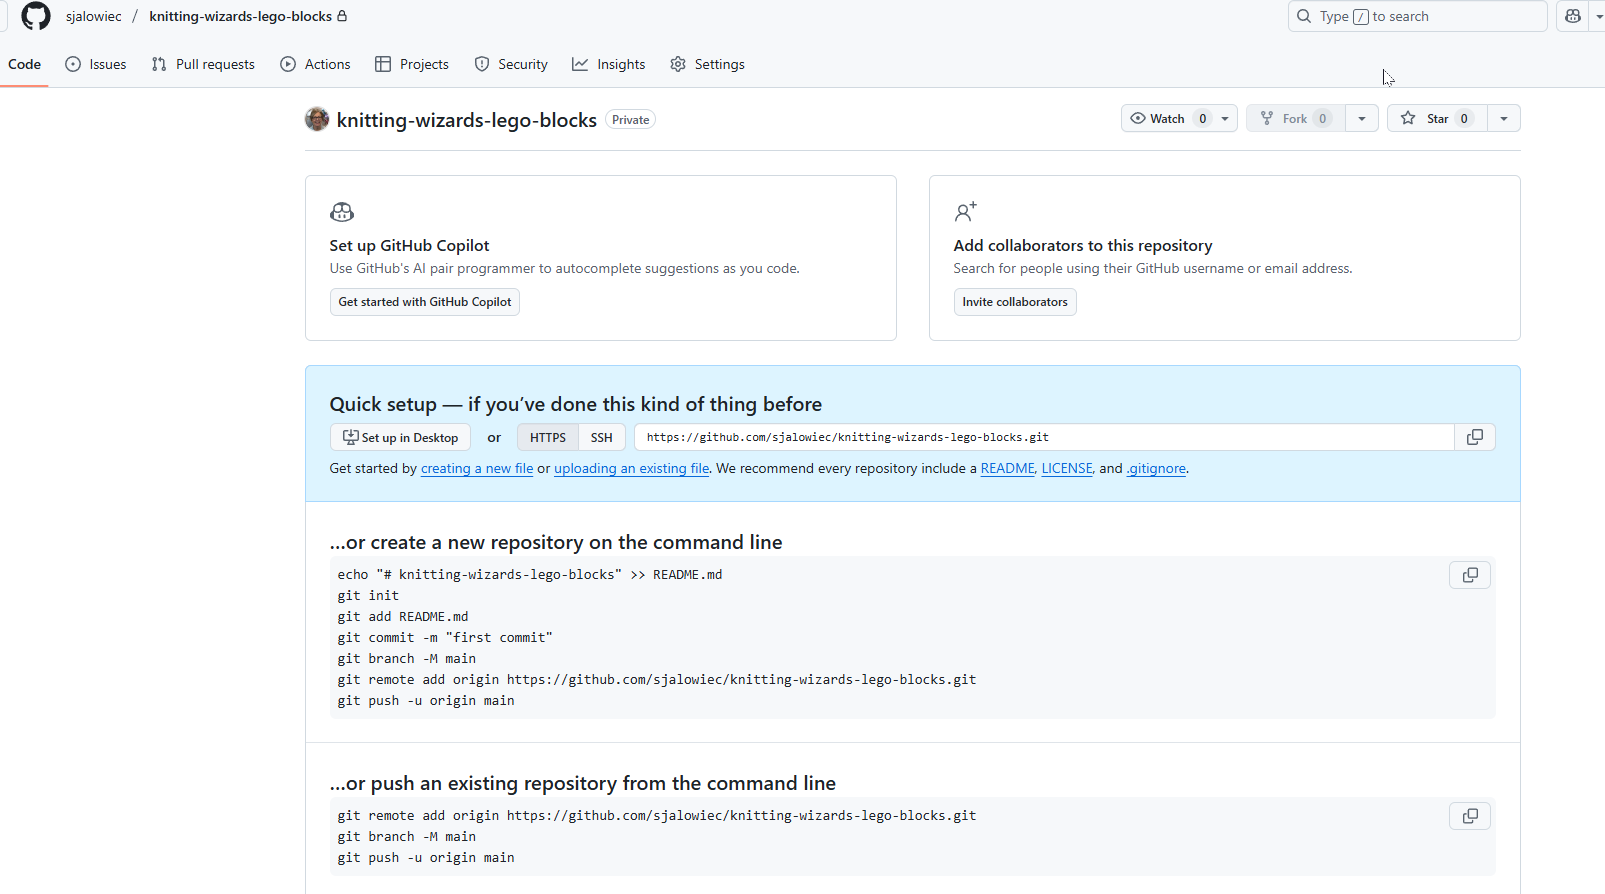 sjalowiec / knitting-wizards-lego-blocks
Type / to search
Code Issues Pull requests Actions Projects Security Insights Settings
knitting-wizards-lego-blocks Private
Watch 0 Fork 0 Star 0
Set up GitHub Copilot
Use GitHub's AI pair programmer to autocomplete suggestions as you code.
Get started with GitHub Copilot
Add collaborators to this repository
Search for people using their GitHub username or email address.
Invite collaborators
Quick setup — if you’ve done this kind of thing before
Set up in Desktop or HTTPS SSH https://github.com/sjalowiec/knitting-wizards-lego-blocks.git
Get started by creating a new file or uploading an existing file. We recommend every repository include a README, LICENSE, and .gitignore.
…or create a new repository on the command line
echo "# knitting-wizards-lego-blocks" >> README.md
git init
git add README.md
git commit -m "first commit"
git branch -M main
git remote add origin https://github.com/sjalowiec/knitting-wizards-lego-blocks.git
git push -u origin main
…or push an existing repository from the command line
git remote add origin https://github.com/sjalowiec/knitting-wizards-lego-blocks.git
git branch -M main
git push -u origin main